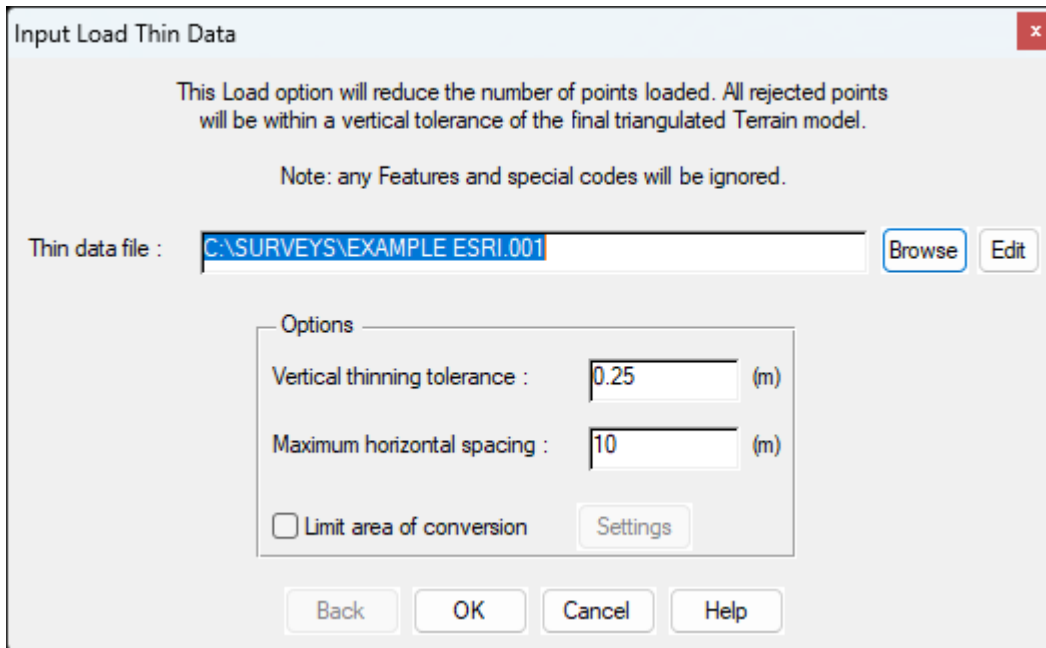 Input Load Thin Data
x
This Load option will reduce the number of points loaded. All rejected points
will be within a vertical tolerance of the final triangulated Terrain model.
Note: any Features and special codes will be ignored.
Thin data file : C:\SURVEYS\EXAMPLE ESRI.001 Browse Edit
Options
Vertical thinning tolerance : 0.25 (m)
Maximum horizontal spacing : 10 (m)
Limit area of conversion Settings
Back OK Cancel Help